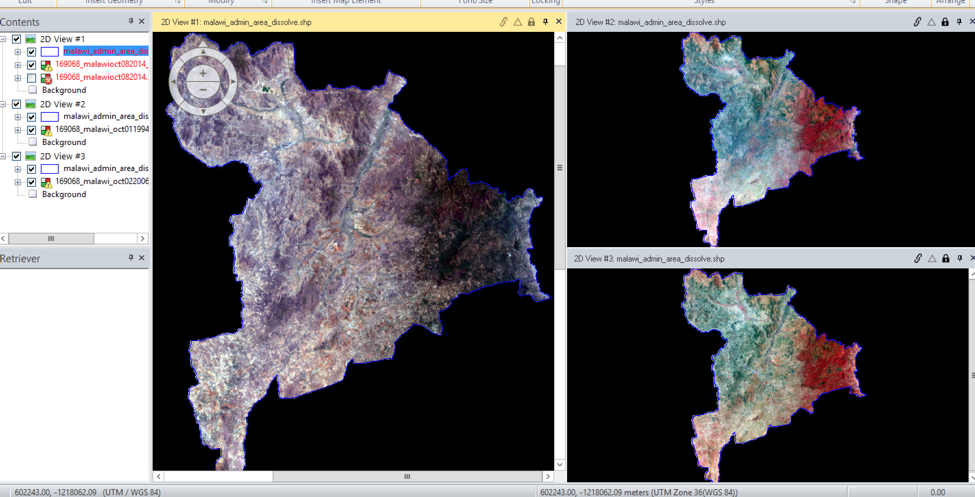 Edit
Insert Geometry
Modify
Insert Map Element
Font Size
Locking
Styles
Shape
Arrange
Contents
2D View #1: malawi_admin_area_dissolve.shp
2D View #2: malawi_admin_area_dissolve.shp
2D View #1
malawi_admin_area_dis
169068_malawioct082014_
169068_malawioct082014.
Background
2D View #2
malawi_admin_area_dis
169068_malawi_oct011994
Background
2D View #3
malawi_admin_area_dis
169068_malawi_oct022006
Background
Retriever
2D View #3: malawi_admin_area_dissolve.shp
602243.00, -1218062.09 (UTM / WGS 84)
602243.00, -1218062.09 meters (UTM Zone 36(WGS 84))
0.00